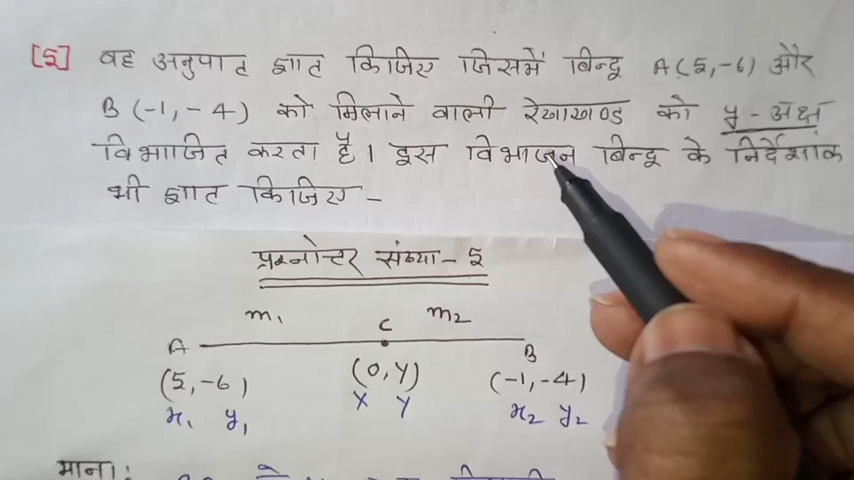 [5] वह अनुपात ज्ञात किजिए जिसमें बिन्दू A(5,-6) और
B (-1, -4) को मिलाने वाली रेखाखण्ड को y - अक्ष
विभाजित करता है। इस विभाजन बिन्दू के निर्देशांक
भी ज्ञात किजिए -
प्रश्नोत्तर संख्या - 5
m₁ C m₂
A B
(5, -6) (0, y) (-1, -4)
x₁ y₁ X Y x₂ y₂
माना: